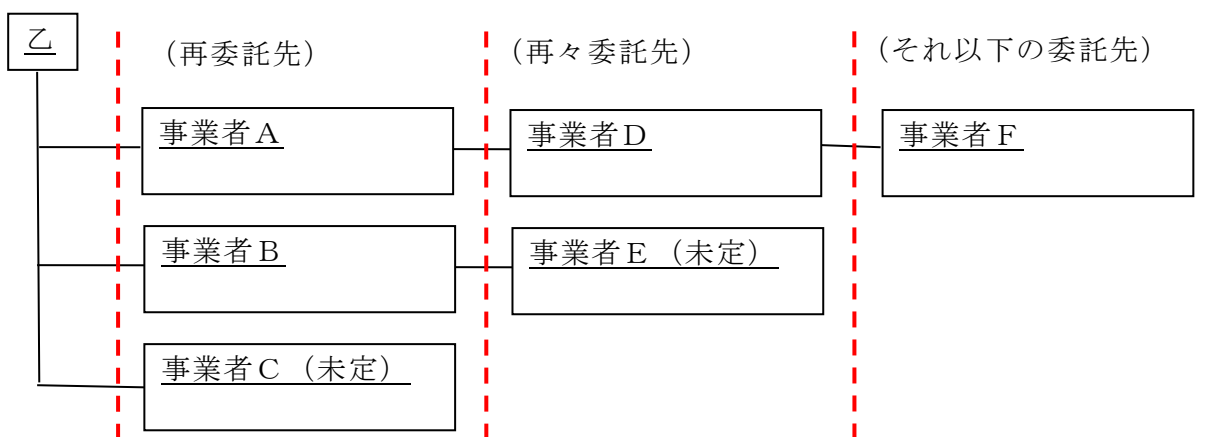 乙
(再委託先)
(再々委託先)
(それ以下の委託先)
事業者A
事業者D
事業者F
事業者B
事業者E (未定)
事業者C (未定)